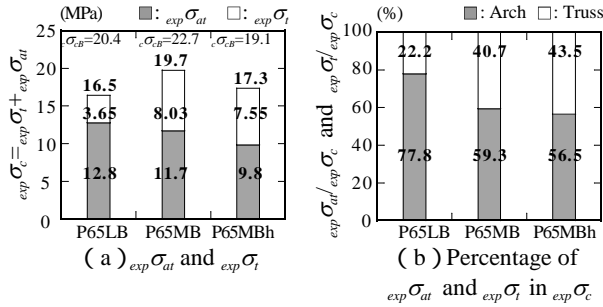 (MPa) ■: expσat □: expσt
cσcB=20.4 cσcB=22.7 cσcB=19.1
expσc=expσt+expσat
25
20
15
10
5
0
16.5 19.7 17.3
3.65 8.03 7.55
12.8 11.7 9.8
P65LB P65MB P65MBh
(a) expσat and expσt
(%) ■: Arch □: Truss
expσat/expσc and expσt/expσc
100
80
60
40
20
0
22.2 40.7 43.5
77.8 59.3 56.5
P65LB P65MB P65MBh
(b) Percentage of
expσat and expσt in expσc